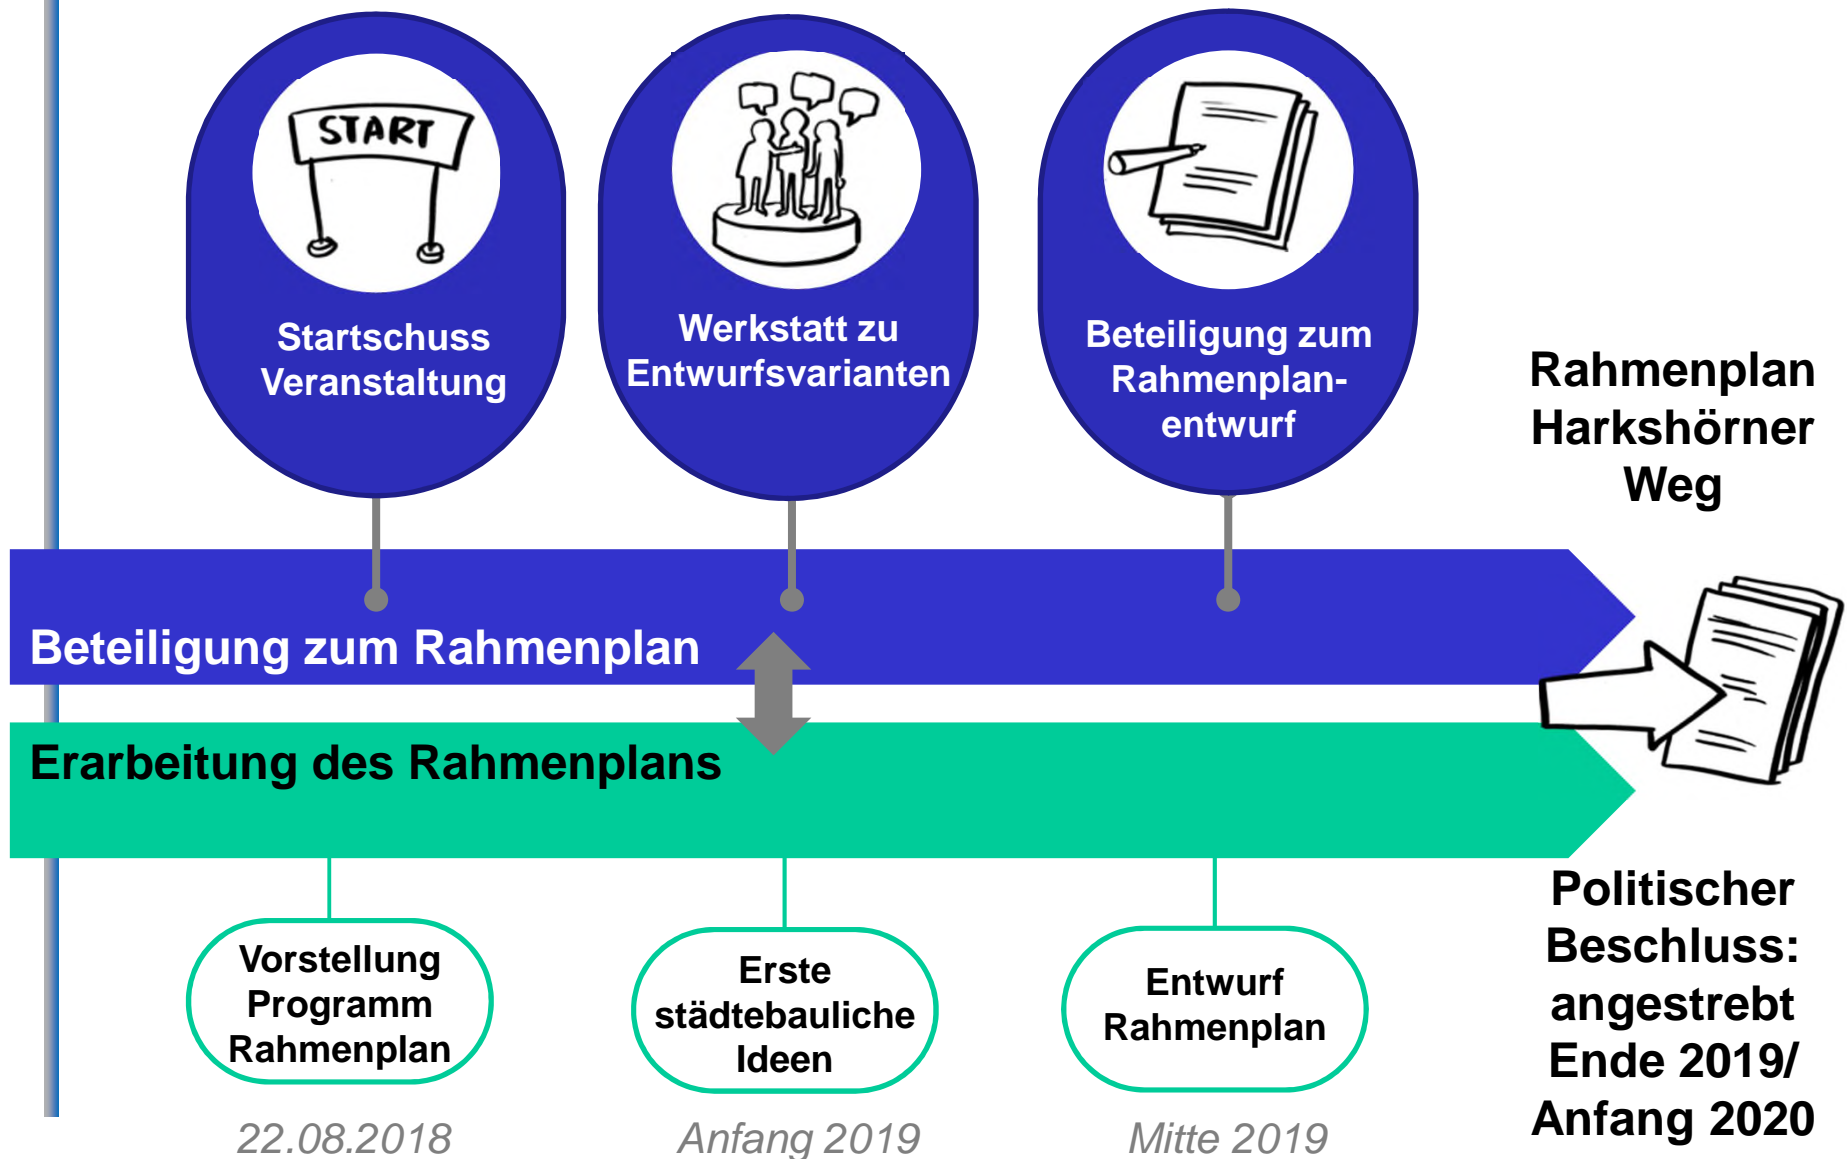 START
Startschuss
Veranstaltung
Werkstatt zu
Entwurfsvarianten
Beteiligung zum
Rahmenplan-
entwurf
Rahmenplan
Harkshörner
Weg
Beteiligung zum Rahmenplan
Erarbeitung des Rahmenplans
Vorstellung
Programm
Rahmenplan
Erste
städtebauliche
Ideen
Entwurf
Rahmenplan
Politischer
Beschluss:
angestrebt
Ende 2019/
Anfang 2020
22.08.2018
Anfang 2019
Mitte 2019